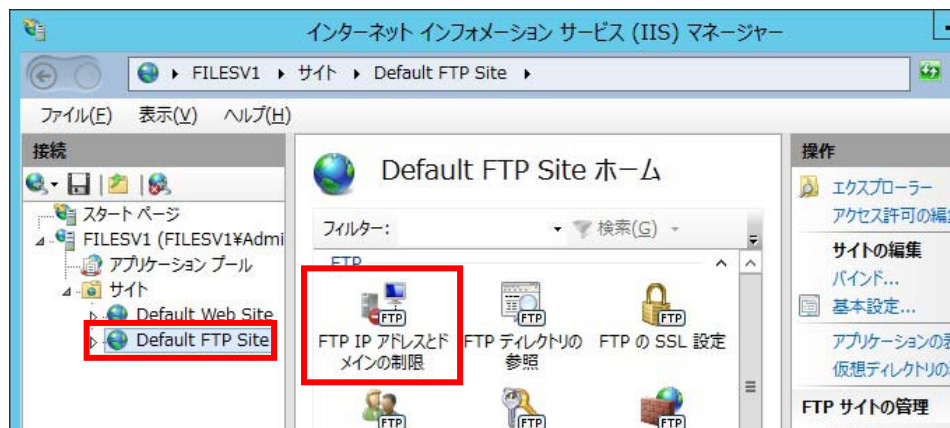 インターネット インフォメーション サービス (IIS) マネージャー
FILESV1 ▸ サイト ▸ Default FTP Site ▸
ファイル(F) 表示(V) ヘルプ(H)
接続
スタート ページ
FILESV1 (FILESV1¥Admi
アプリケーション プール
サイト
Default Web Site
Default FTP Site
Default FTP Site ホーム
フィルター:
検索(G)
FTP
FTP
FTP IP アドレスとド
メインの制限
FTP
FTP ディレクトリの
参照
FTP
FTP の SSL 設定
FTP
FTP
FTP
操作
エクスプローラー
アクセス許可の編
サイトの編集
バインド...
基本設定...
アプリケーションの
仮想ディレクトリの
FTP サイトの管理